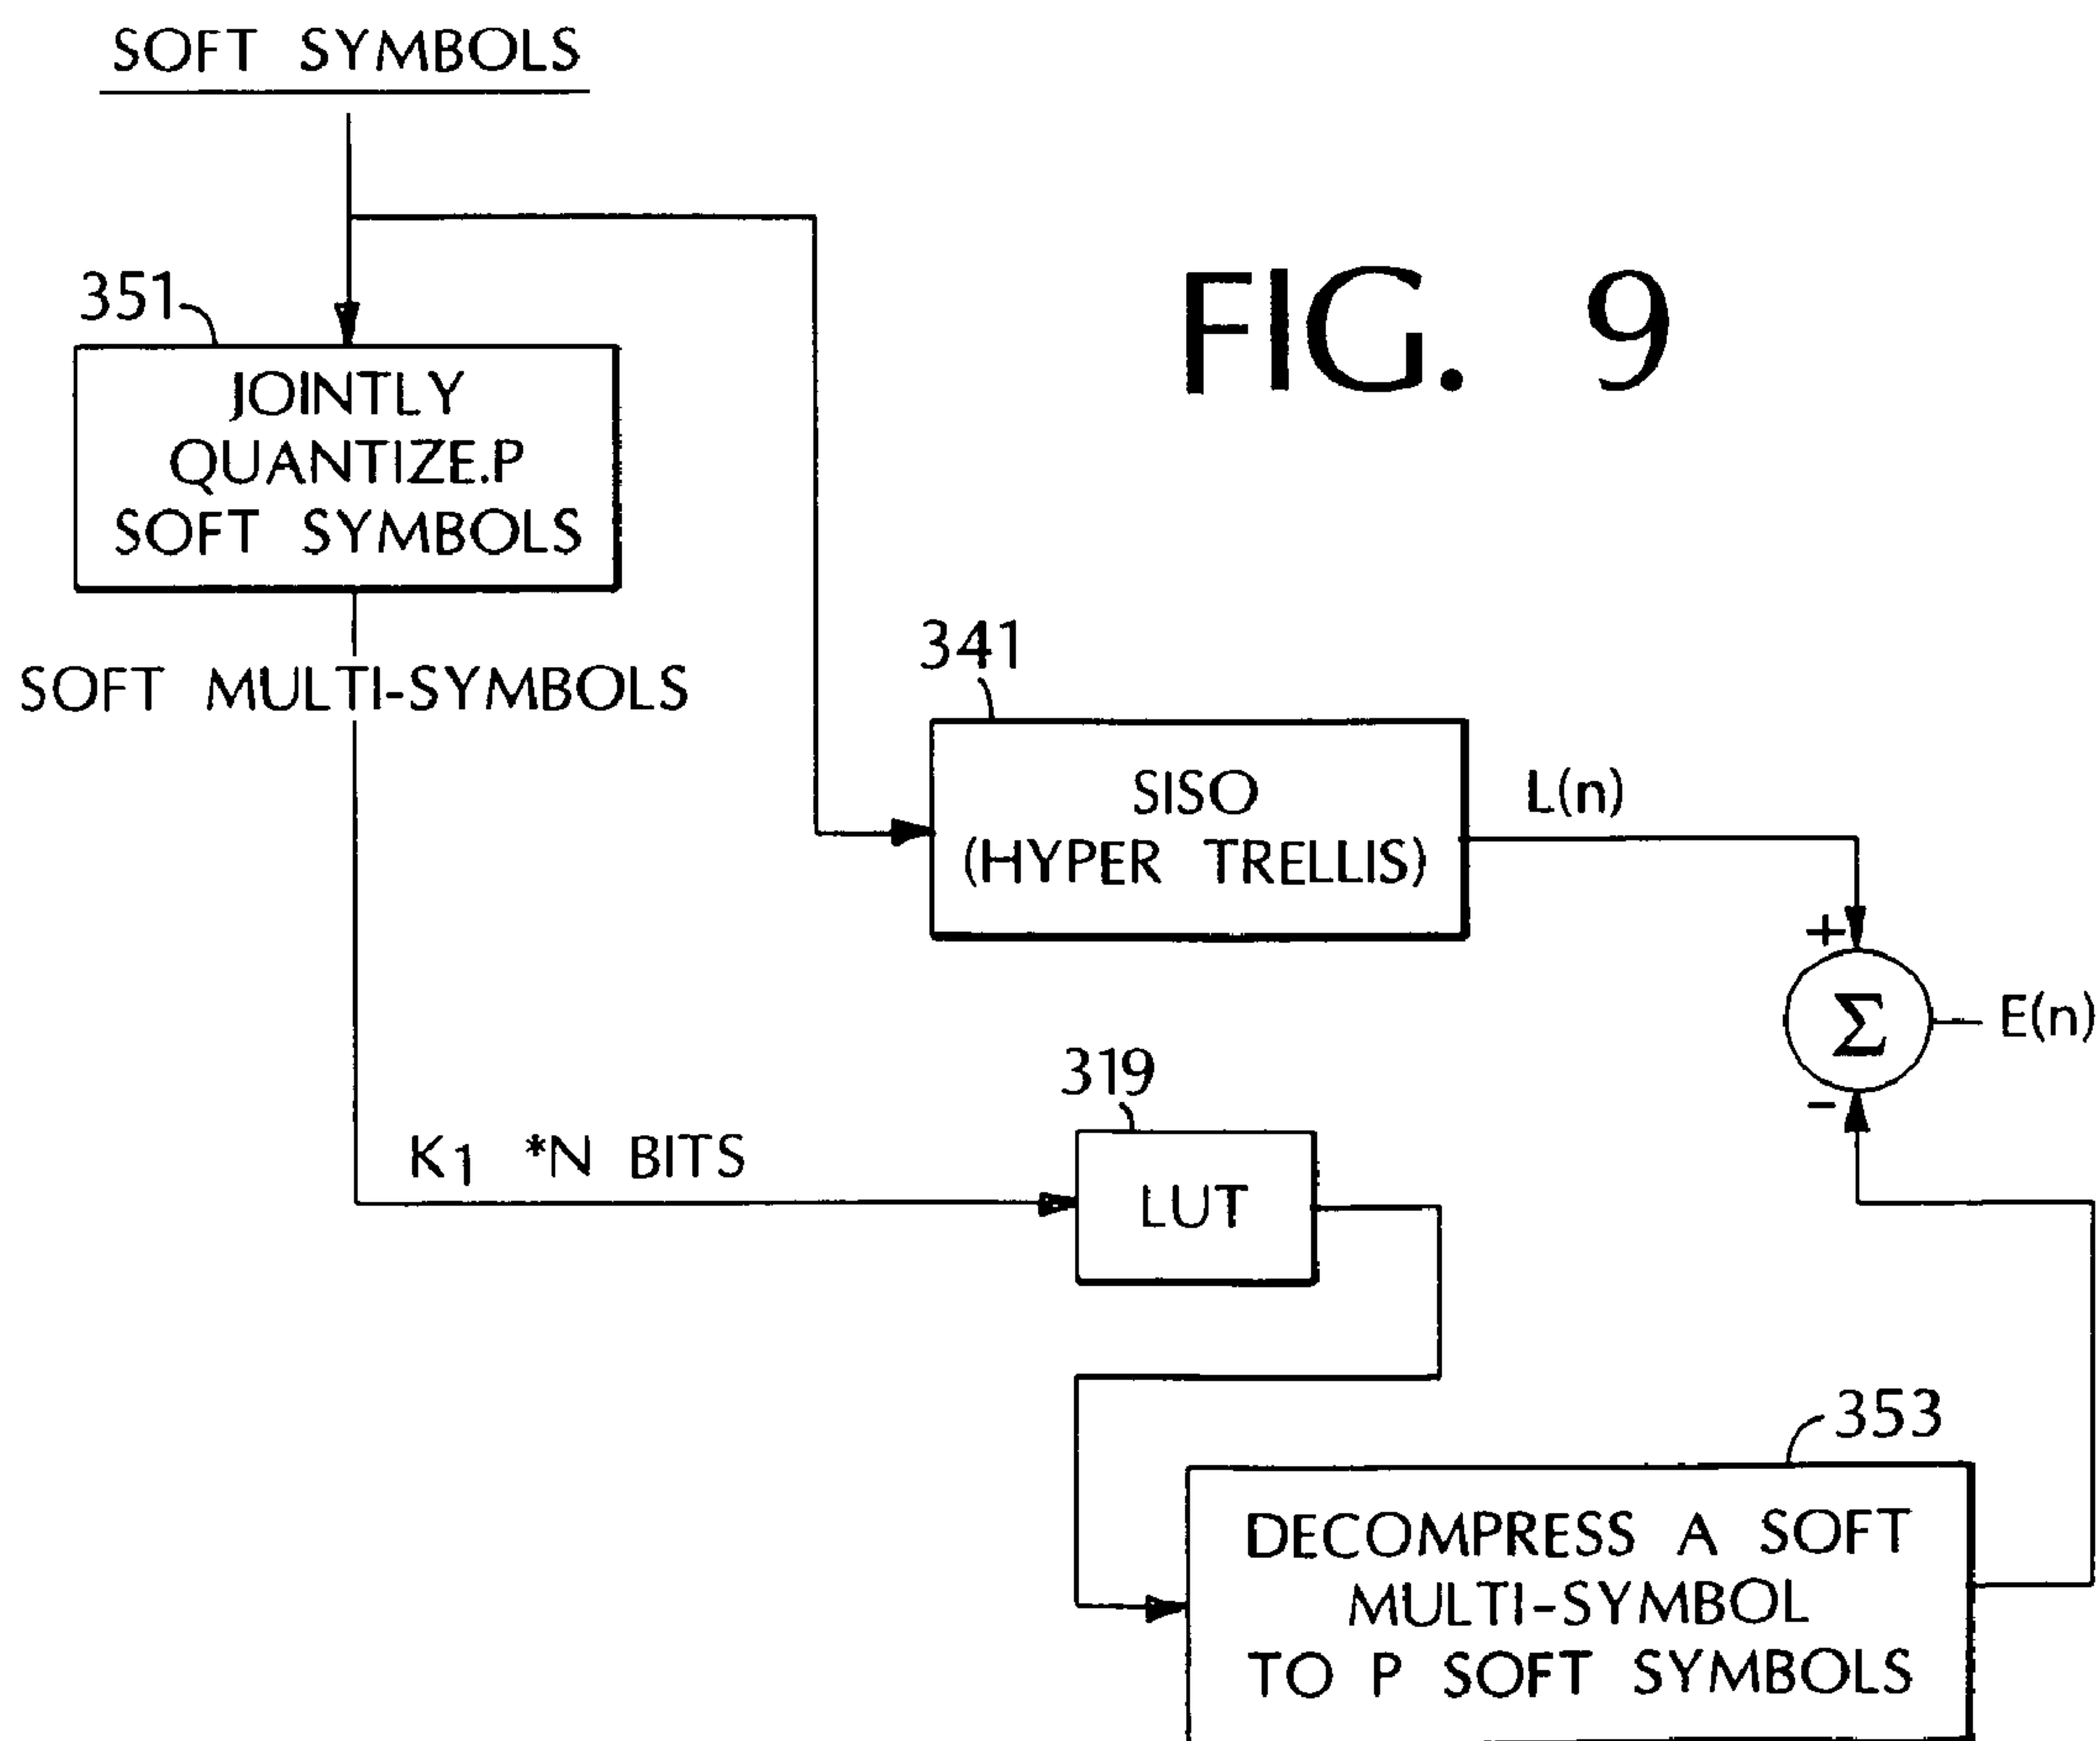 SOFT SYMBOLS
FIG. 9
351
JOINTLY
QUANTIZE.P
SOFT SYMBOLS
SOFT MULTI-SYMBOLS
341
SISO
(HYPER TRELLIS)
L(n)
+
Σ
E(n)
-
319
K1 *N BITS
LUT
353
DECOMPRESS A SOFT
MULTI-SYMBOL
TO P SOFT SYMBOLS